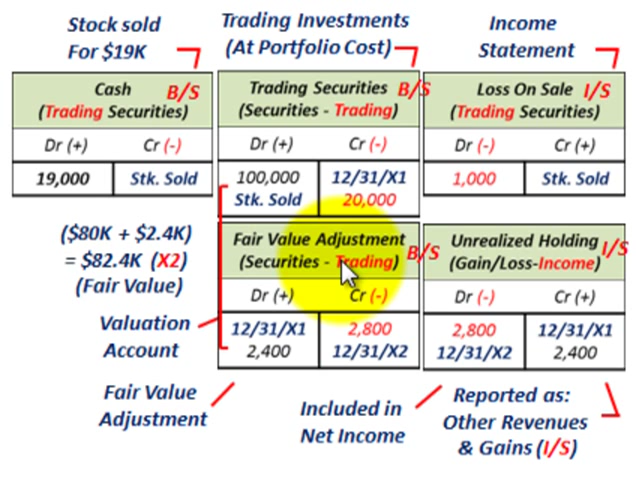 Stock sold
For $19K
Trading Investments
(At Portfolio Cost)
Income
Statement
Cash B/S
(Trading Securities)
Dr (+) Cr (-)
19,000 Stk. Sold
Trading Securities B/S
(Securities - Trading)
Dr (+) Cr (-)
100,000 12/31/X1
Stk. Sold 20,000
Loss On Sale I/S
(Trading Securities)
Dr (-) Cr (+)
1,000 Stk. Sold
($80K + $2.4K)
= $82.4K (X2)
(Fair Value)
Valuation
Account
Fair Value Adjustment B/S
(Securities - Trading)
Dr (+) Cr (-)
12/31/X1 2,800
2,400 12/31/X2
Unrealized Holding I/S
(Gain/Loss-Income)
Dr (-) Cr (+)
2,800 12/31/X1
12/31/X2 2,400
Fair Value
Adjustment
Included in
Net Income
Reported as:
Other Revenues
& Gains (I/S)